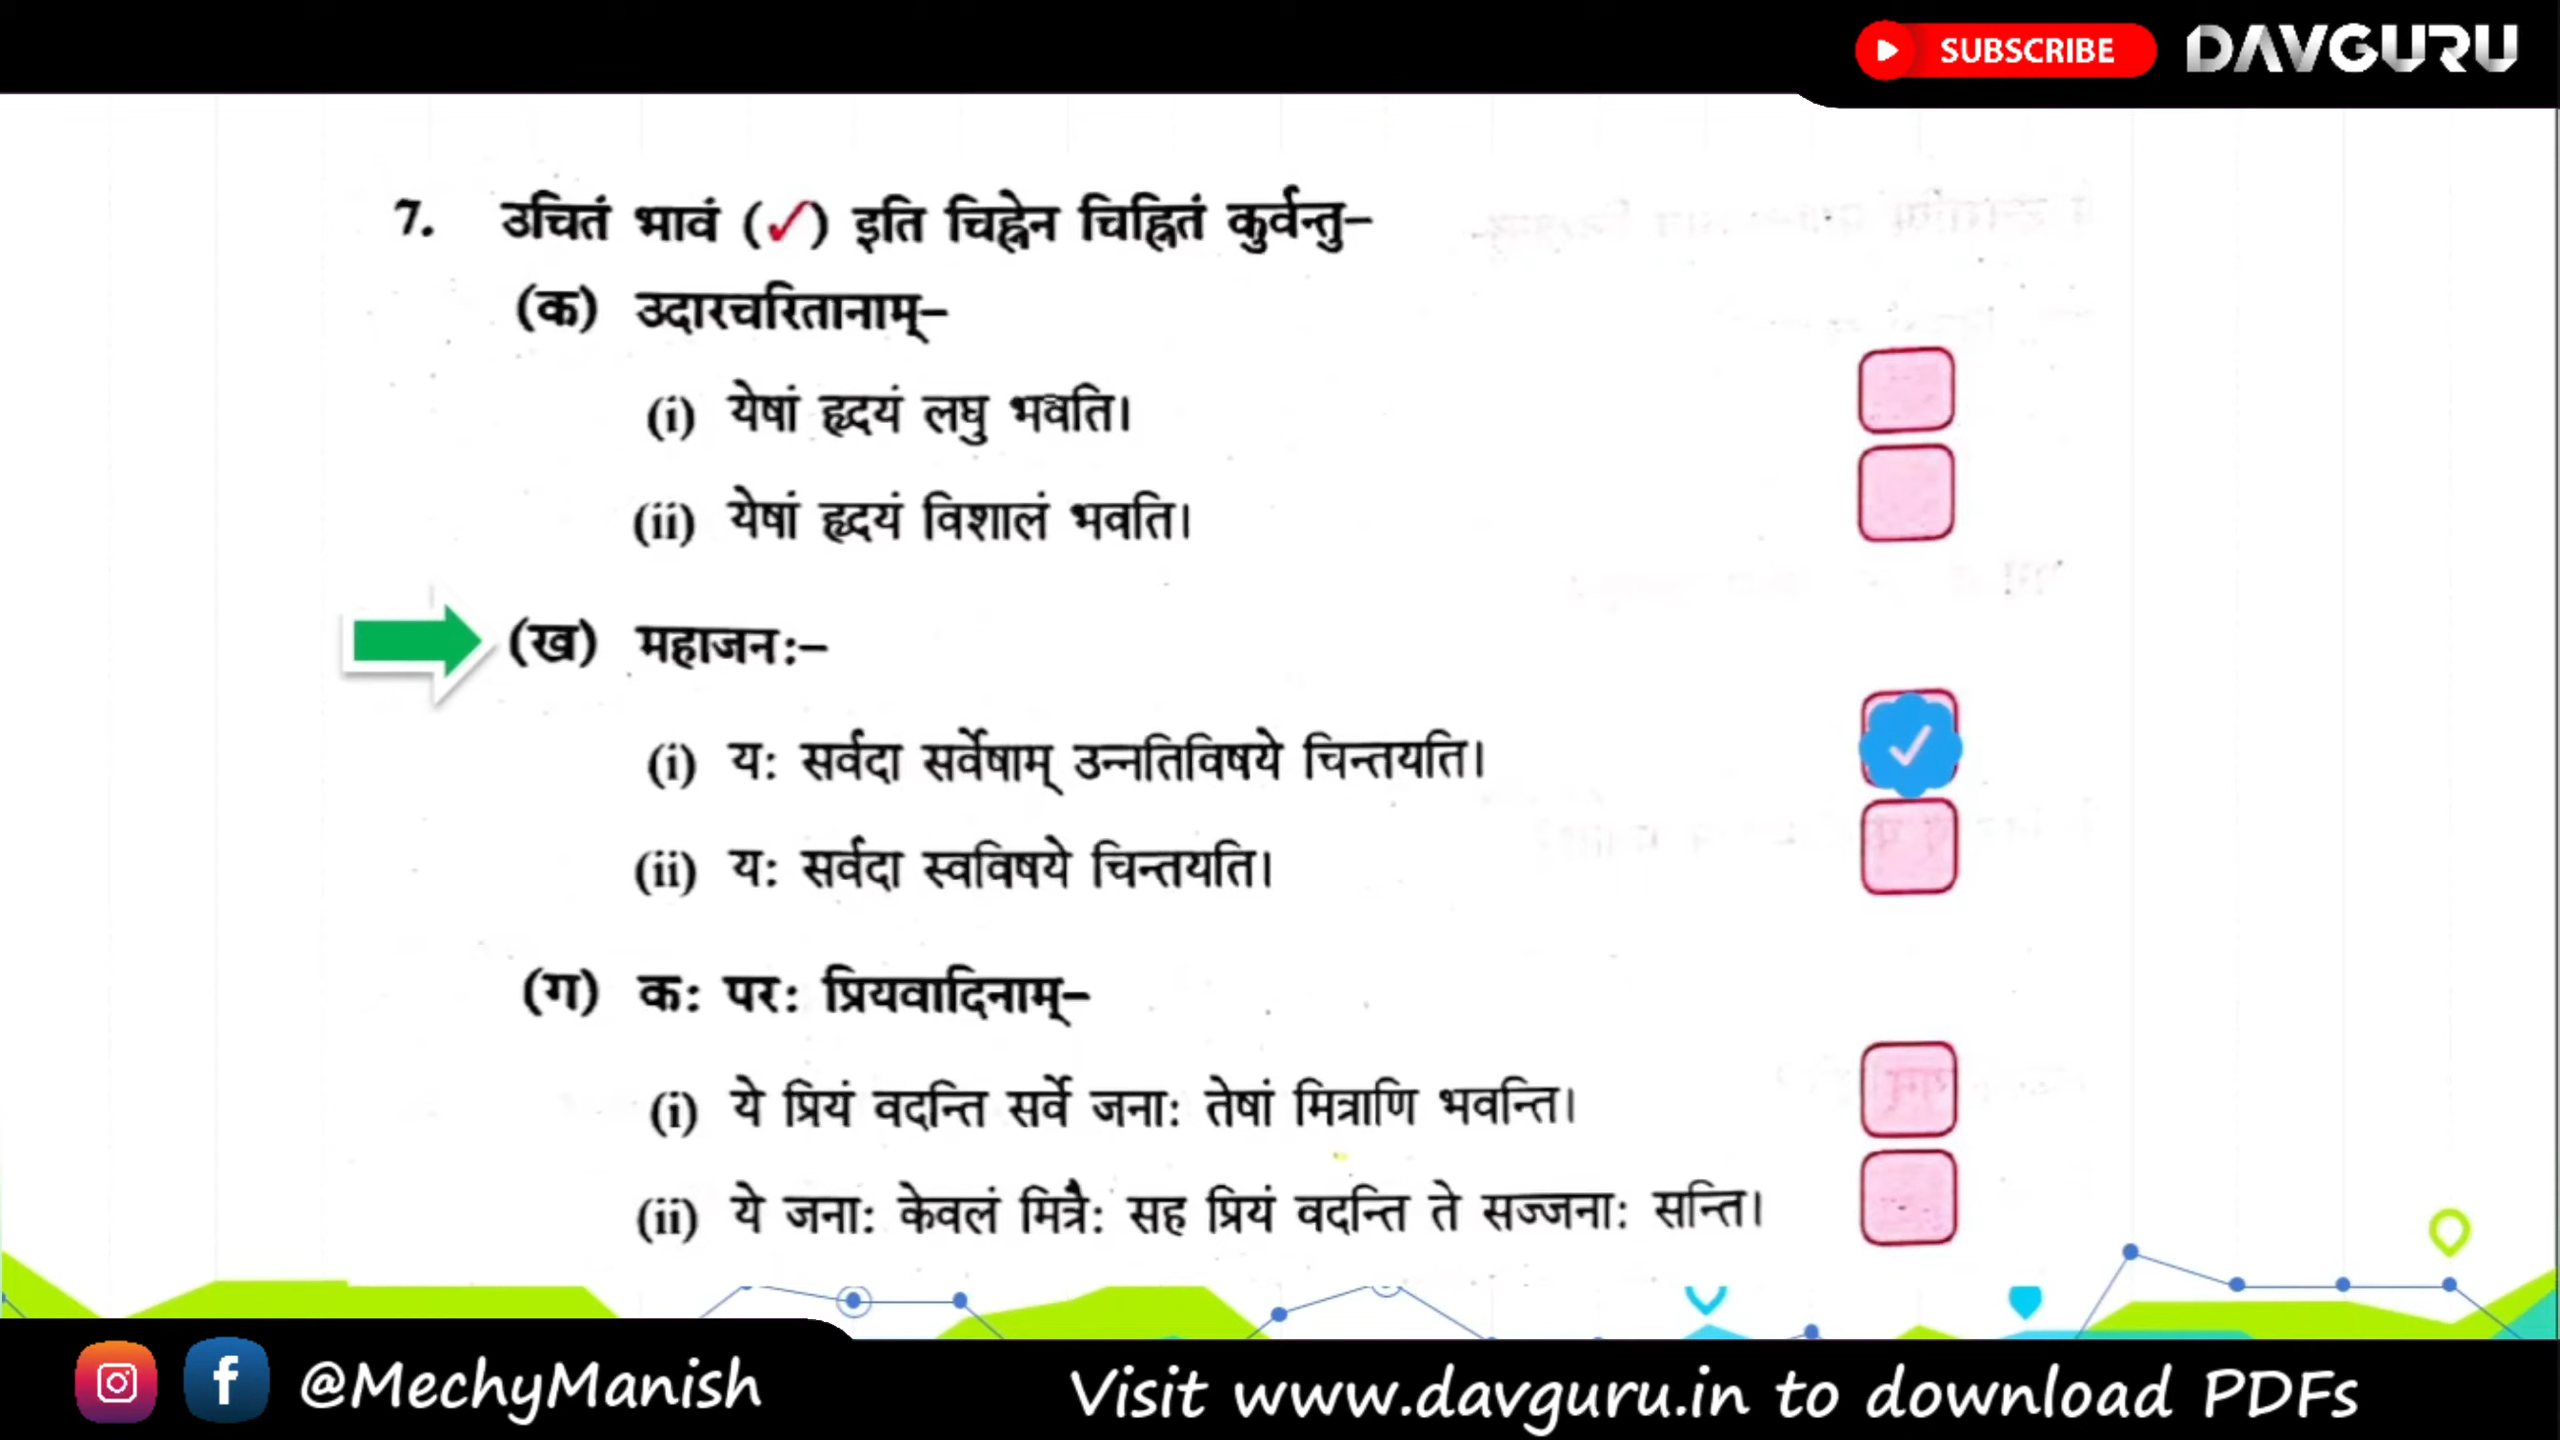 SUBSCRIBE DAVGURU
7. उचितं भावं (✓) इति चिह्नेन चिह्नितं कुर्वन्तु–
(क) उदारचरितानाम्–
(i) येषां हृदयं लघु भवति।
(ii) येषां हृदयं विशालं भवति।
(ख) महाजनः–
(i) यः सर्वदा सर्वेषाम् उन्नतिविषये चिन्तयति।
(ii) यः सर्वदा स्वविषये चिन्तयति।
(ग) कः परः प्रियवादिनाम्–
(i) ये प्रियं वदन्ति सर्वे जनाः तेषां मित्राणि भवन्ति।
(ii) ये जनाः केवलं मित्रैः सह प्रियं वदन्ति ते सज्जनाः सन्ति।
@MechyManish Visit www.davguru.in to download PDFs